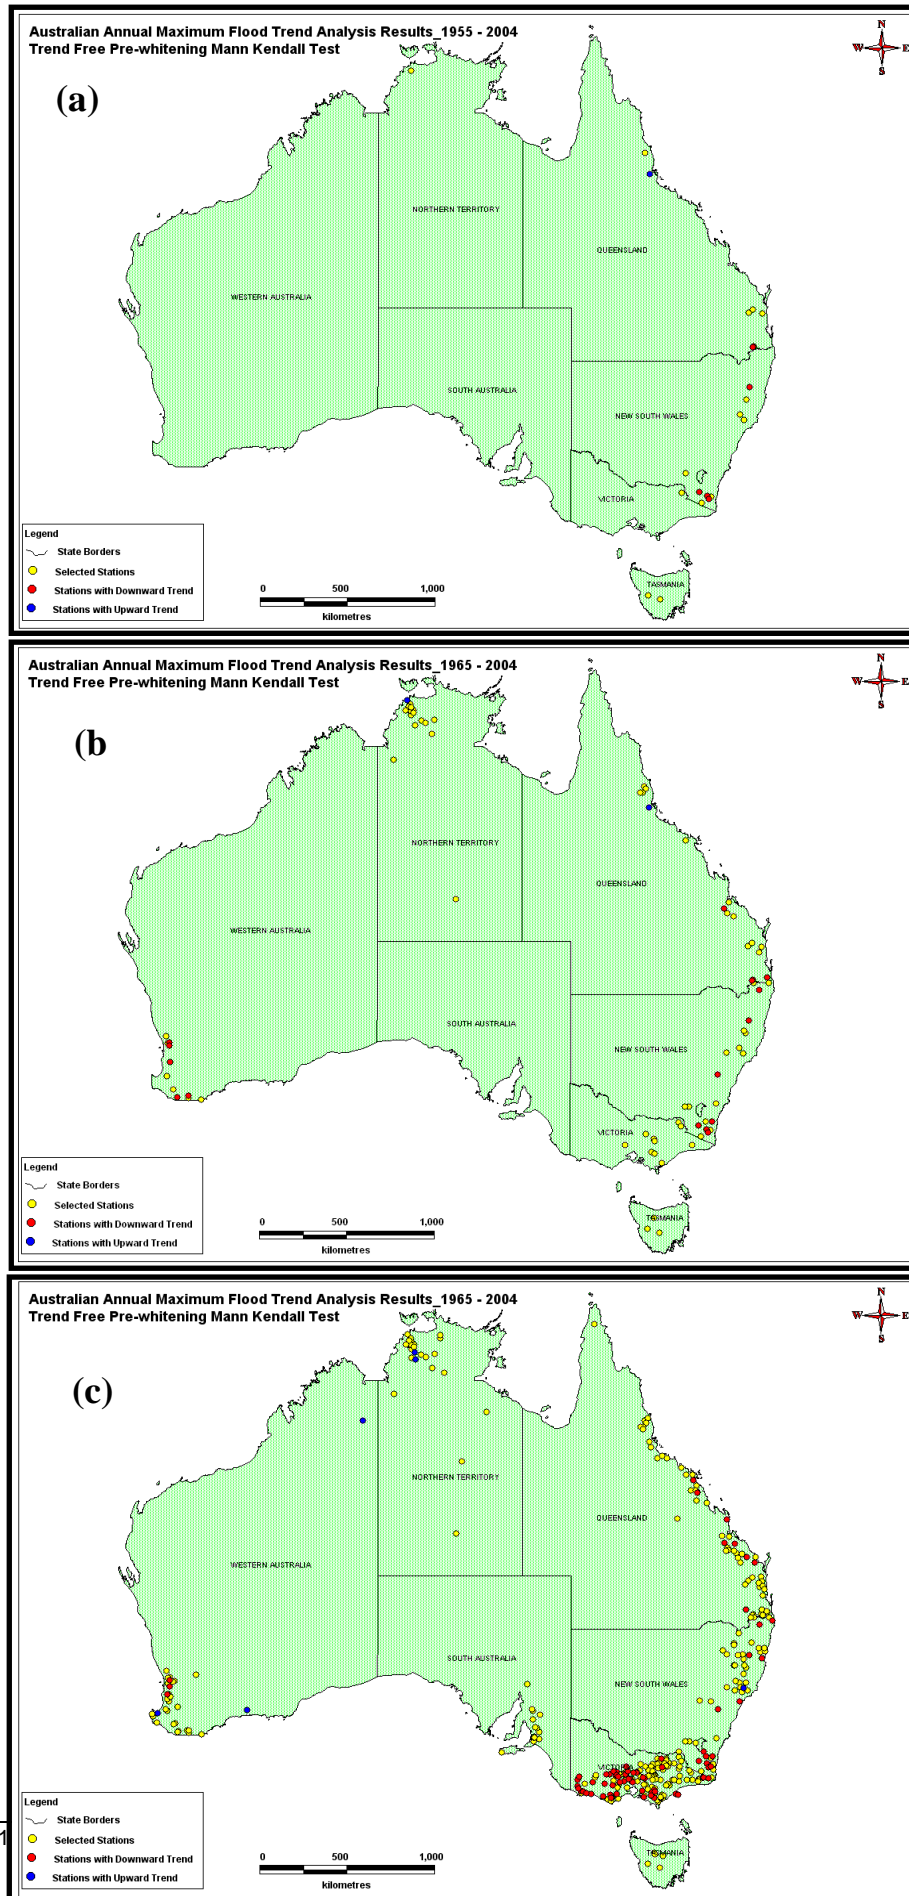 Australian Annual Maximum Flood Trend Analysis Results_1955 - 2004
Trend Free Pre-whitening Mann Kendall Test
N
W E
S
(a)
NORTHERN TERRITORY
QUEENSLAND
WESTERN AUSTRALIA
SOUTH AUSTRALIA
NEW SOUTH WALES
VICTORIA
TASMANIA
Legend
State Borders
Selected Stations
Stations with Downward Trend
Stations with Upward Trend
0 500 1,000
kilometres
Australian Annual Maximum Flood Trend Analysis Results_1965 - 2004
Trend Free Pre-whitening Mann Kendall Test
N
W E
S
(b)
NORTHERN TERRITORY
QUEENSLAND
WESTERN AUSTRALIA
SOUTH AUSTRALIA
NEW SOUTH WALES
VICTORIA
TASMANIA
Legend
State Borders
Selected Stations
Stations with Downward Trend
Stations with Upward Trend
0 500 1,000
kilometres
Australian Annual Maximum Flood Trend Analysis Results_1965 - 2004
Trend Free Pre-whitening Mann Kendall Test
N
W E
S
(c)
NORTHERN TERRITORY
QUEENSLAND
WESTERN AUSTRALIA
SOUTH AUSTRALIA
NEW SOUTH WALES
VICTORIA
TASMANIA
Legend
State Borders
Selected Stations
Stations with Downward Trend
Stations with Upward Trend
0 500 1,000
kilometres
1